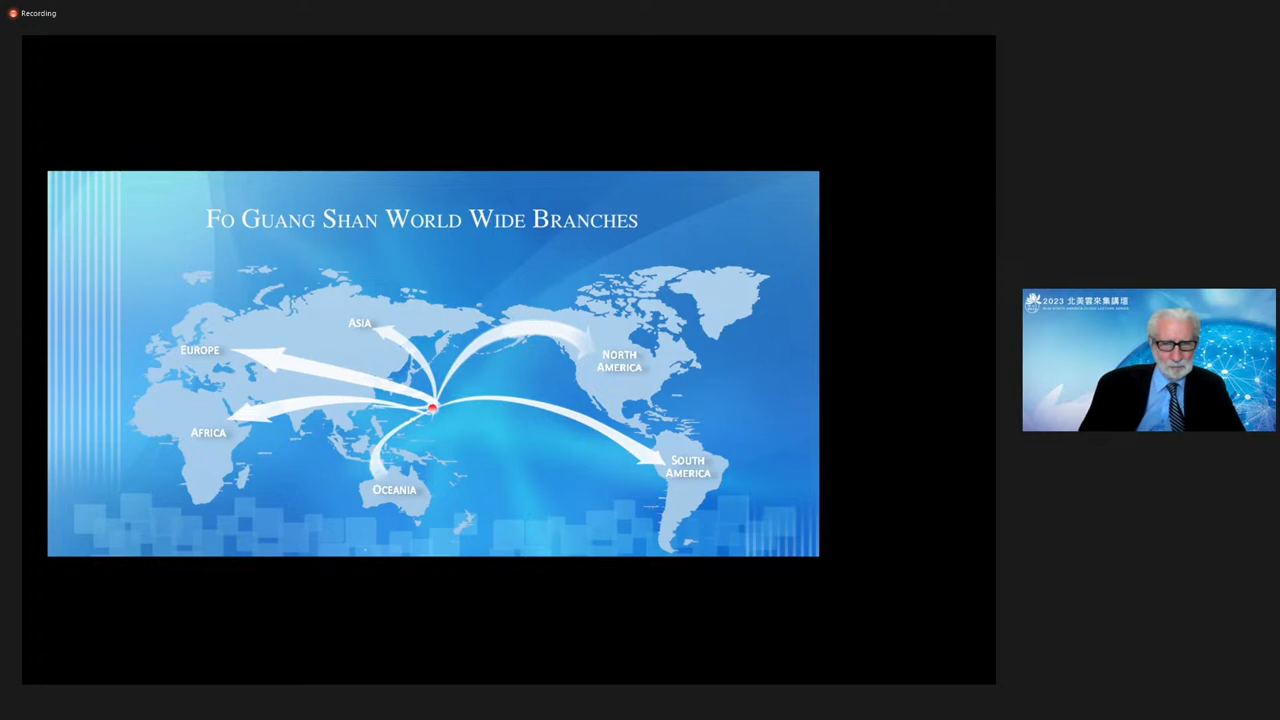 Recording
Fo Guang Shan World Wide Branches
Asia
Europe
North
America
Africa
South
America
Oceania
2023 北美雲來集講壇